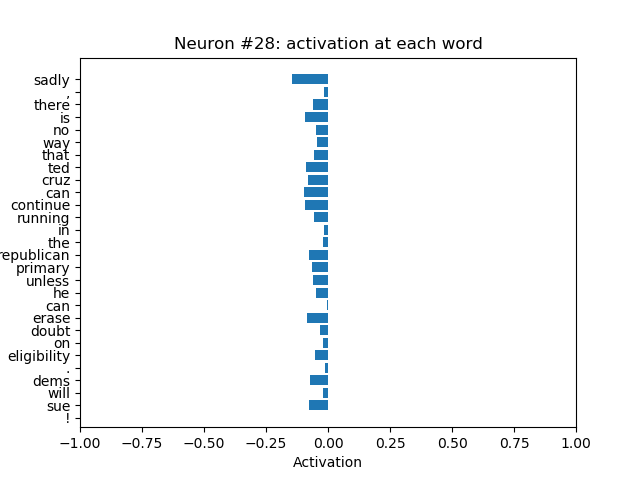 Neuron #28: activation at each word
sadly
,
there
is
no
way
that
ted
cruz
can
continue
running
in
the
republican
primary
unless
he
can
erase
doubt
on
eligibility
.
dems
will
sue
!
−1.00 −0.75 −0.50 −0.25 0.00 0.25 0.50 0.75 1.00
Activation